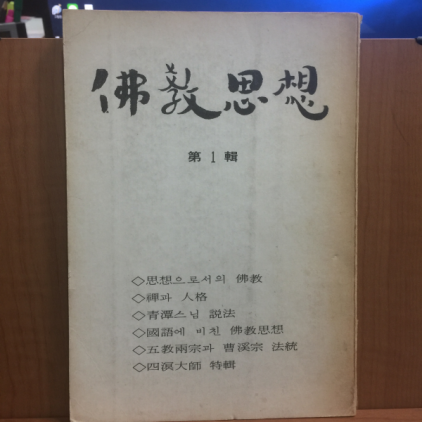 佛敎思想
第 1 輯
◇思想으로서의 佛敎
◇禪과 人格
◇靑潭스님 說法
◇國語에 미친 佛敎思想
◇五敎兩宗과 曹溪宗 法統
◇四溟大師 特輯